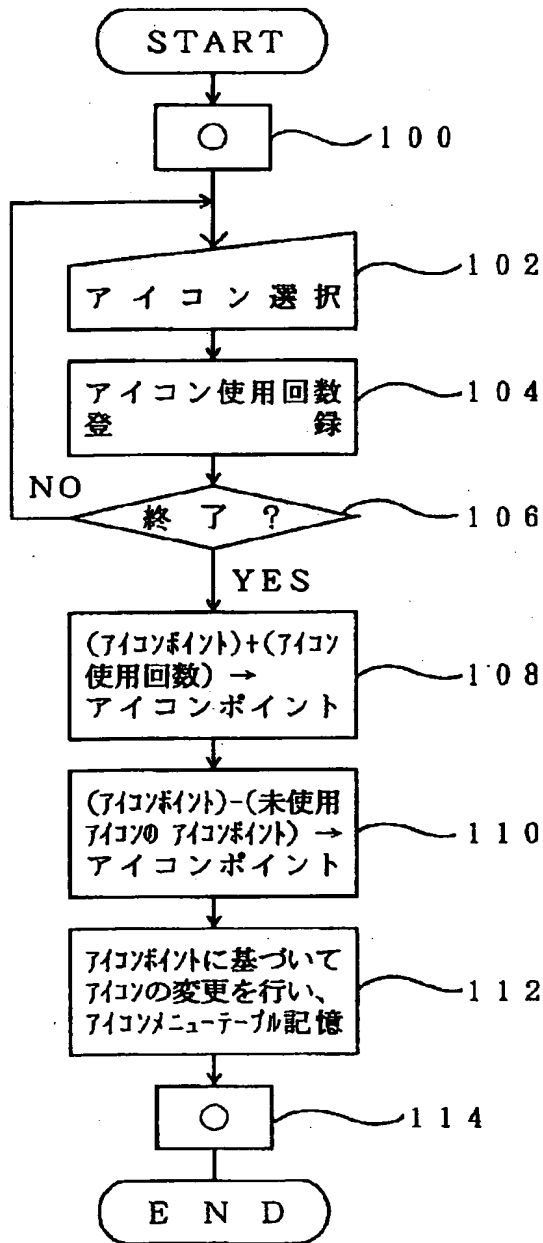 START
○
100
アイコン選択
102
アイコン使用回数
登録
104
NO
終了?
106
YES
(アイコンポイント)+(アイコン
使用回数) →
アイコンポイント
108
(アイコンポイント)-(未使用
アイコンの アイコンポイント) →
アイコンポイント
110
アイコンポイントに基づいて
アイコンの変更を行い、
アイコンメニューテーブル記憶
112
○
114
END